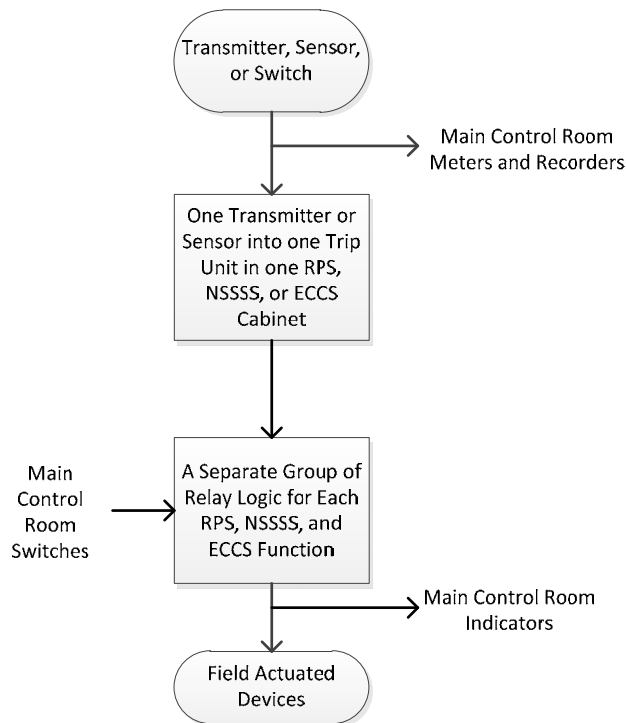 Transmitter, Sensor,
or Switch
Main Control Room
Meters and Recorders
One Transmitter or
Sensor into one Trip
Unit in one RPS,
NSSSS, or ECCS
Cabinet
Main
Control
Room
Switches
A Separate Group of
Relay Logic for Each
RPS, NSSSS, and
ECCS Function
Main Control Room
Indicators
Field Actuated
Devices